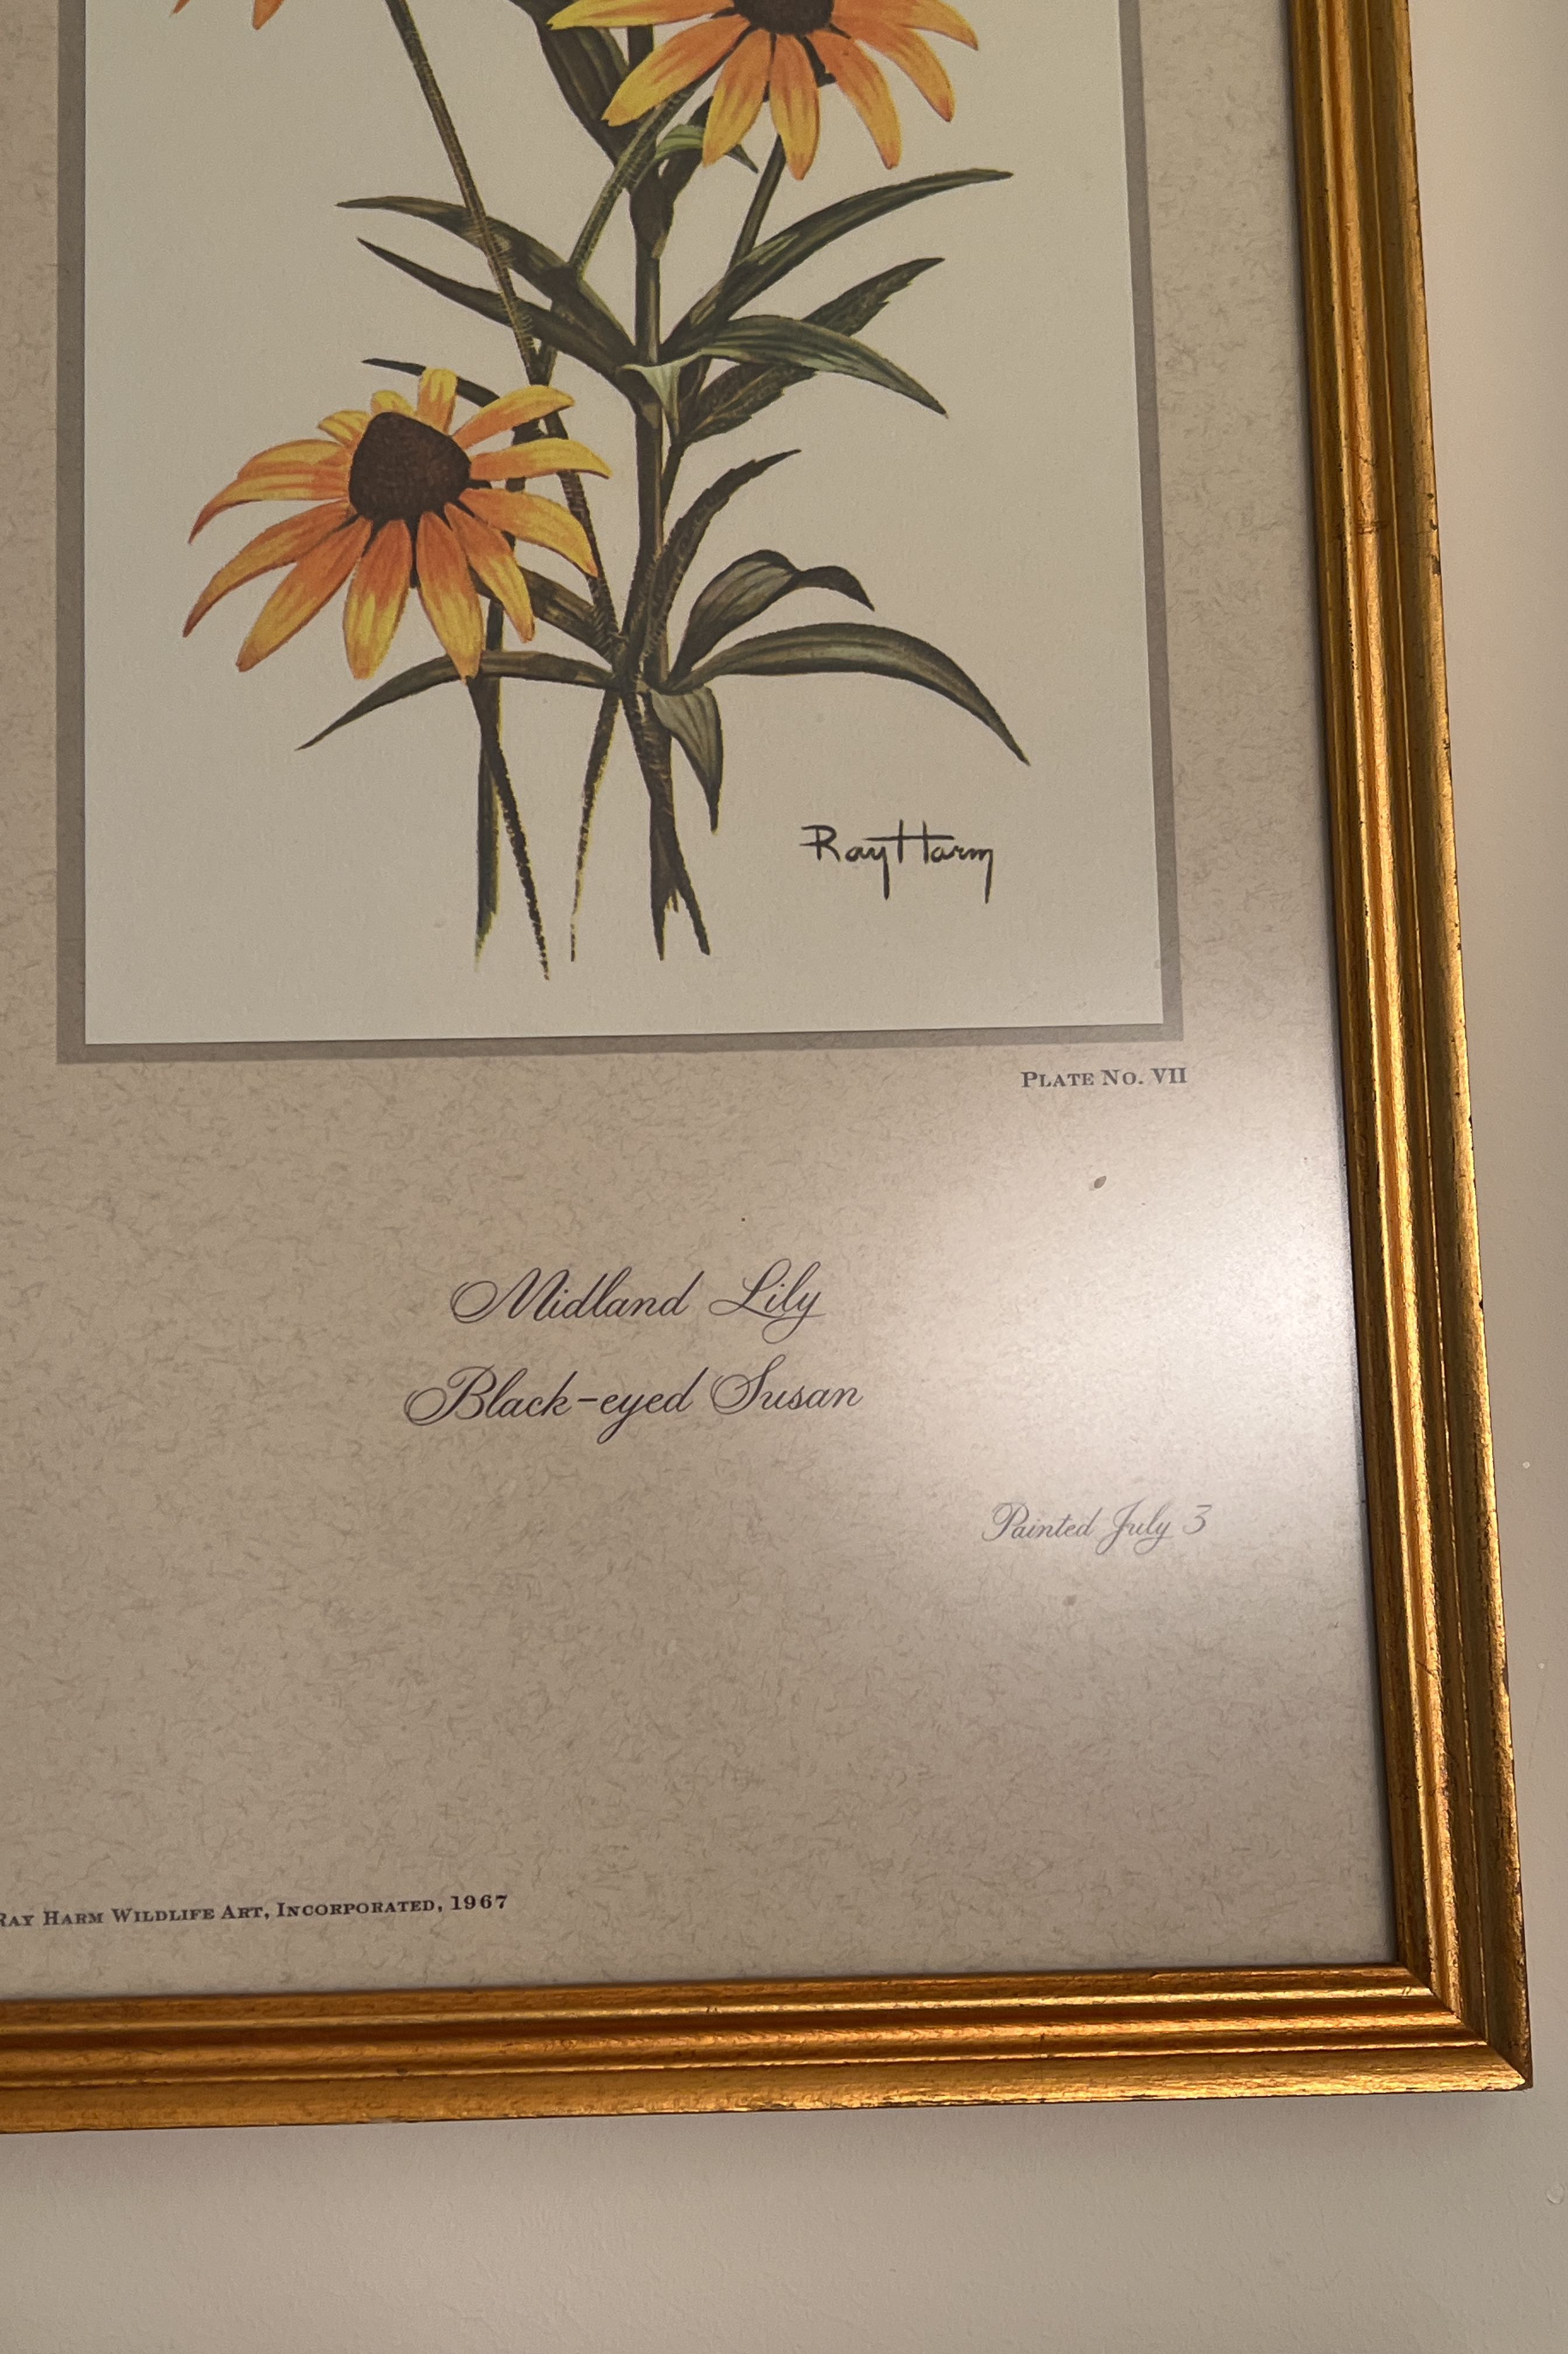 Ray Harm
PLATE NO. VII
Midland Lily
Black-eyed Susan
Painted July 3
RAY HARM WILDLIFE ART, INCORPORATED, 1967